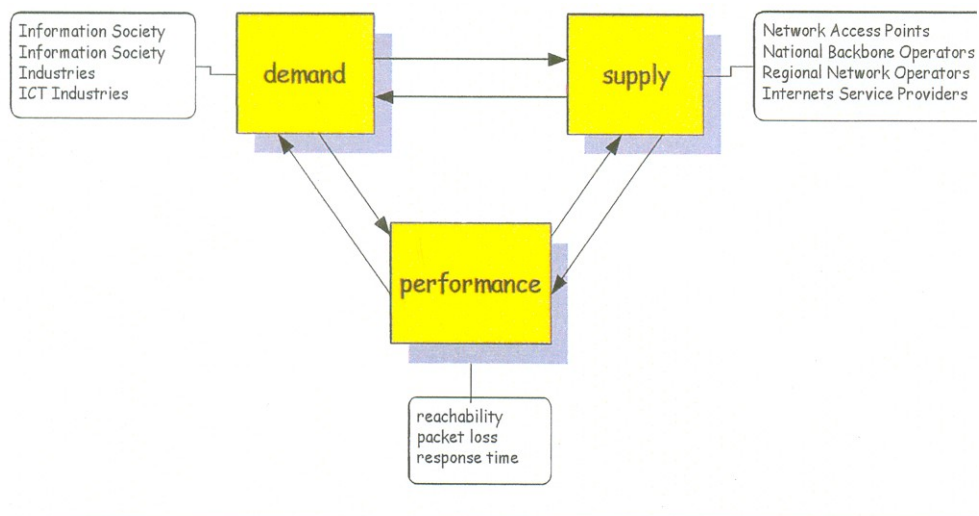 Information Society
Information Society
Industries
ICT Industries
demand
supply
Network Access Points
National Backbone Operators
Regional Network Operators
Internets Service Providers
performance
reachability
packet loss
response time